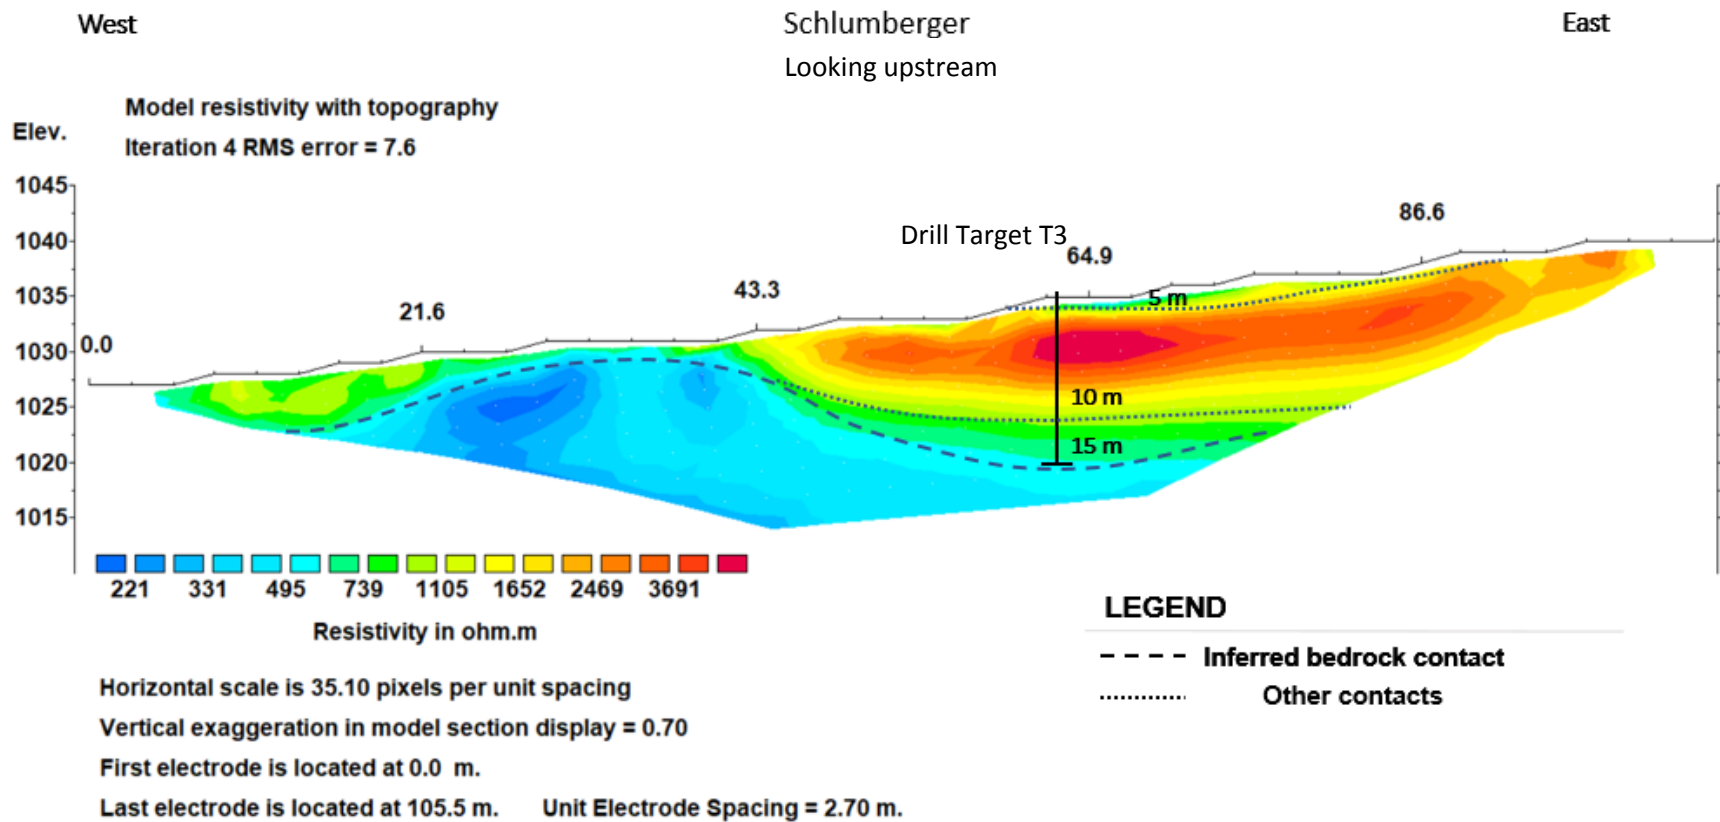 West
Schlumberger
East
Looking upstream
Model resistivity with topography
Elev.
Iteration 4 RMS error = 7.6
1045
1040
1035
1030
1025
1020
1015
0.0
21.6
43.3
Drill Target T3
64.9
86.6
5 m
10 m
15 m
221 331 495 739 1105 1652 2469 3691
Resistivity in ohm.m
Horizontal scale is 35.10 pixels per unit spacing
Vertical exaggeration in model section display = 0.70
First electrode is located at 0.0 m.
Last electrode is located at 105.5 m. Unit Electrode Spacing = 2.70 m.
LEGEND
Inferred bedrock contact
Other contacts